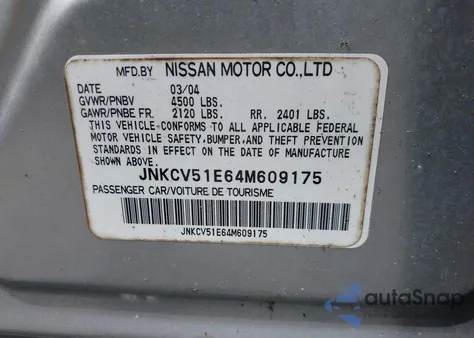 MFD.BY NISSAN MOTOR CO.,LTD
DATE 03/04
GVWR/PNBV 4500 LBS.
GAWR/PNBE FR. 2120 LBS. RR. 2401 LBS.
THIS VEHICLE CONFORMS TO ALL APPLICABLE FEDERAL
MOTOR VEHICLE SAFETY, BUMPER, AND THEFT PREVENTION
STANDARDS IN EFFECT ON THE DATE OF MANUFACTURE
SHOWN ABOVE.
JNKCV51E64M609175
PASSENGER CAR/VOITURE DE TOURISME
JNKCV51E64M609175
autoSnap